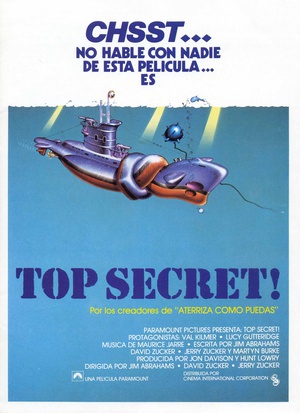 CHSST...
NO HABLE CON NADIE
DE ESTA PELICULA...
ES
TOP SECRET!
Por los creadores de "ATERRIZA COMO PUEDAS"
PARAMOUNT PICTURES PRESENTA: TOP SECRET!
PROTAGONISTAS: VAL KILMER · LUCY GUTTERIDGE
MUSICA DE MAURICE JARRE · ESCRITA POR JIM ABRAHAMS
DAVID ZUCKER · JERRY ZUCKER Y MARTYN BURKE
PRODUCIDA POR JON DAVISON Y HUNT LOWRY
DIRIGIDA POR JIM ABRAHAMS · DAVID ZUCKER · JERRY ZUCKER
UNA PELICULA PARAMOUNT
DISTRIBUIDA POR
CINEMA INTERNATIONAL CORPORATION